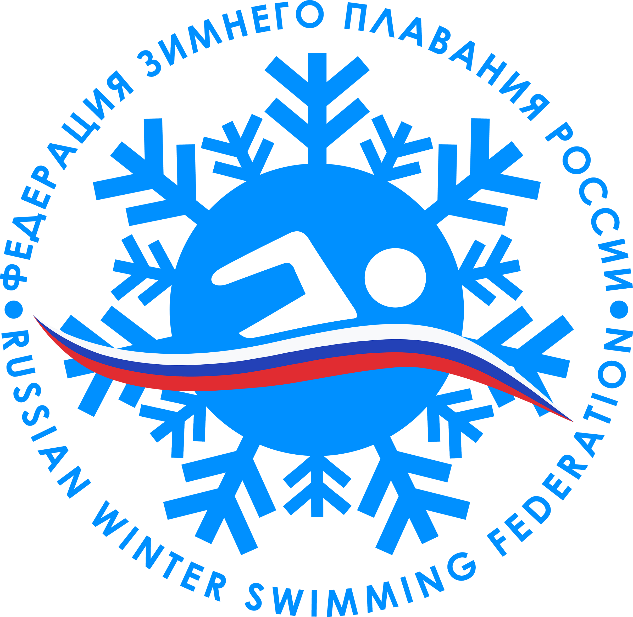 ФЕДЕРАЦИЯ ЗИМНЕГО ПЛАВАНИЯ РОССИИ
RUSSIAN WINTER SWIMMING FEDERATION